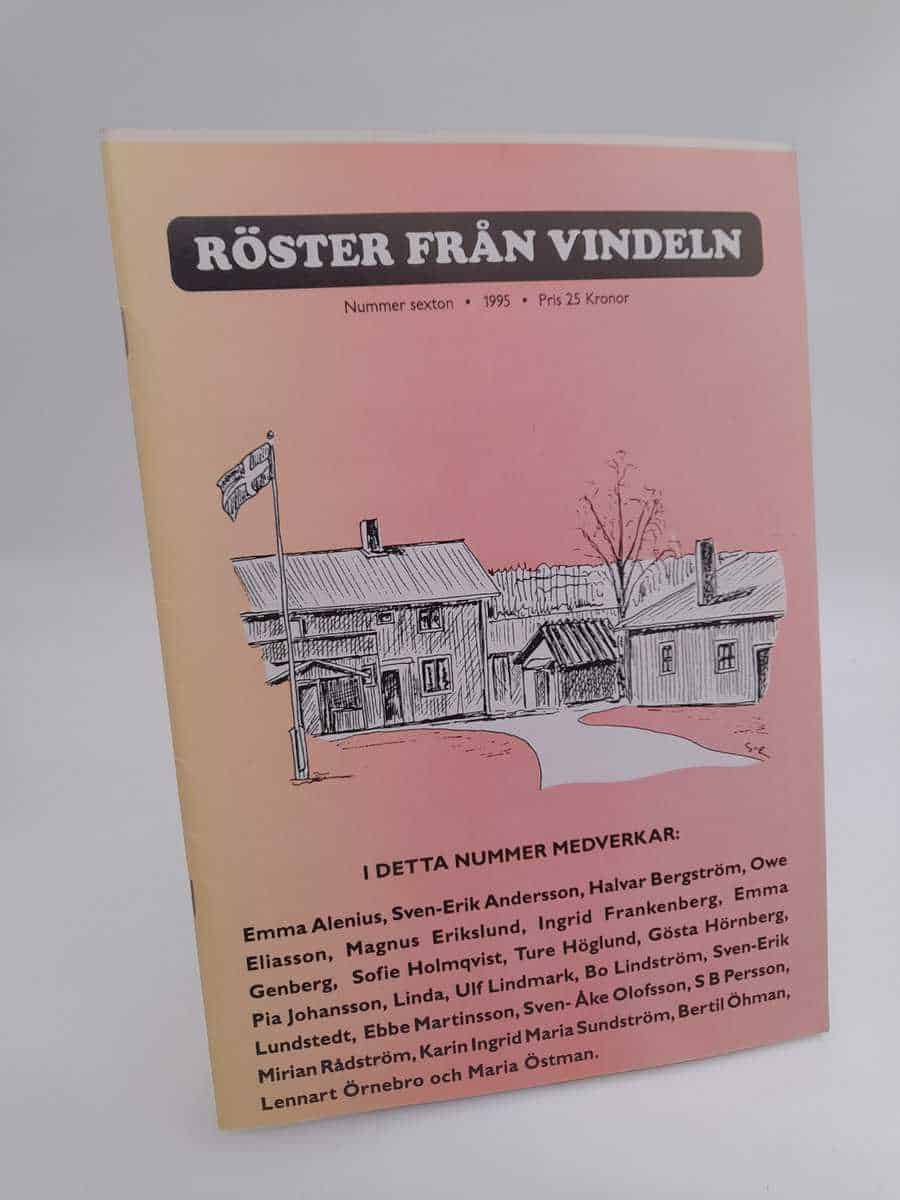 RÖSTER FRÅN VINDELN
Nummer sexton • 1995 • Pris 25 Kronor
I DETTA NUMMER MEDVERKAR:
Emma Alenius, Sven-Erik Andersson, Halvar Bergström, Owe
Eliasson, Magnus Erikslund, Ingrid Frankenberg, Emma
Genberg, Sofie Holmqvist, Ture Höglund, Gösta Hörnberg,
Pia Johansson, Linda, Ulf Lindmark, Bo Lindström, Sven-Erik
Lundstedt, Ebbe Martinsson, Sven- Åke Olofsson, S B Persson,
Mirian Rådström, Karin Ingrid Maria Sundström, Bertil Öhman,
Lennart Örnebro och Maria Östman.